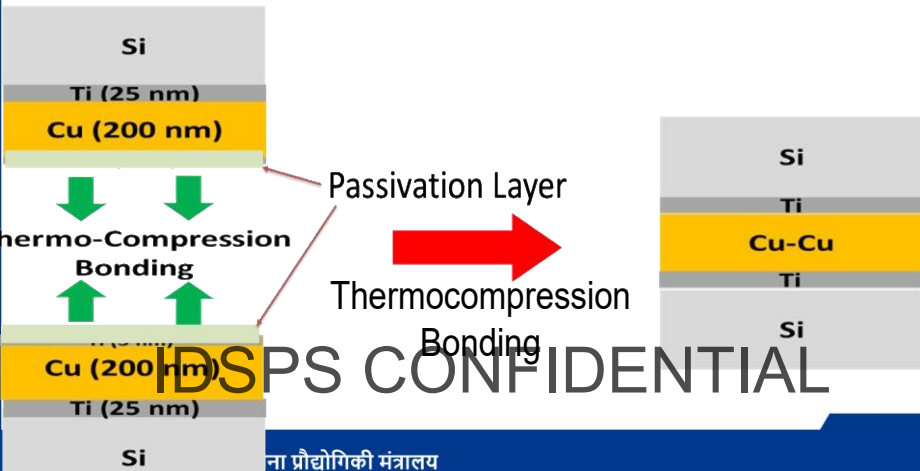 Si
Ti (25 nm)
Cu (200 nm)
Passivation Layer
hermo-Compression
Bonding
Thermocompression
Bonding
Cu (200 nm)
Ti (25 nm)
Si
Si
Ti
Cu-Cu
Ti
Si
IDSPS CONFIDENTIAL
ना प्रौद्योगिकी मंत्रालय